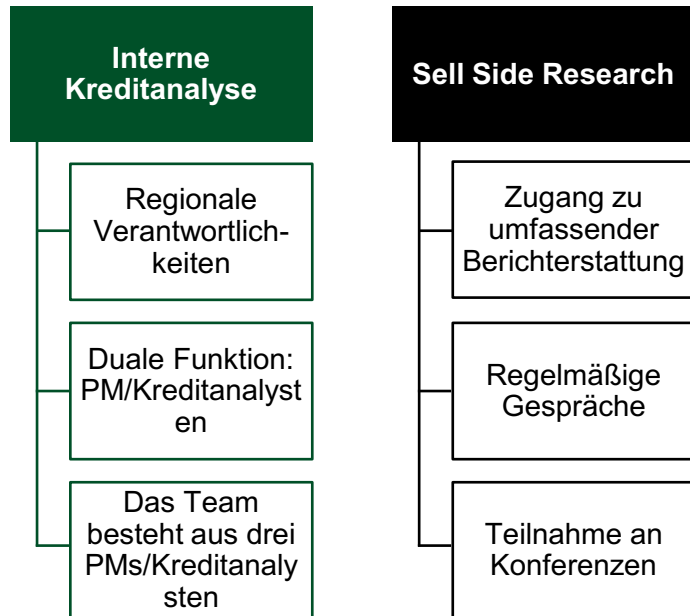 Interne
Kreditanalyse
Regionale
Verantwortlich-
keiten
Duale Funktion:
PM/Kreditanalyst
en
Das Team
besteht aus drei
PMs/Kreditanaly
sten
Sell Side Research
Zugang zu
umfassender
Berichterstattung
Regelmäßige
Gespräche
Teilnahme an
Konferenzen